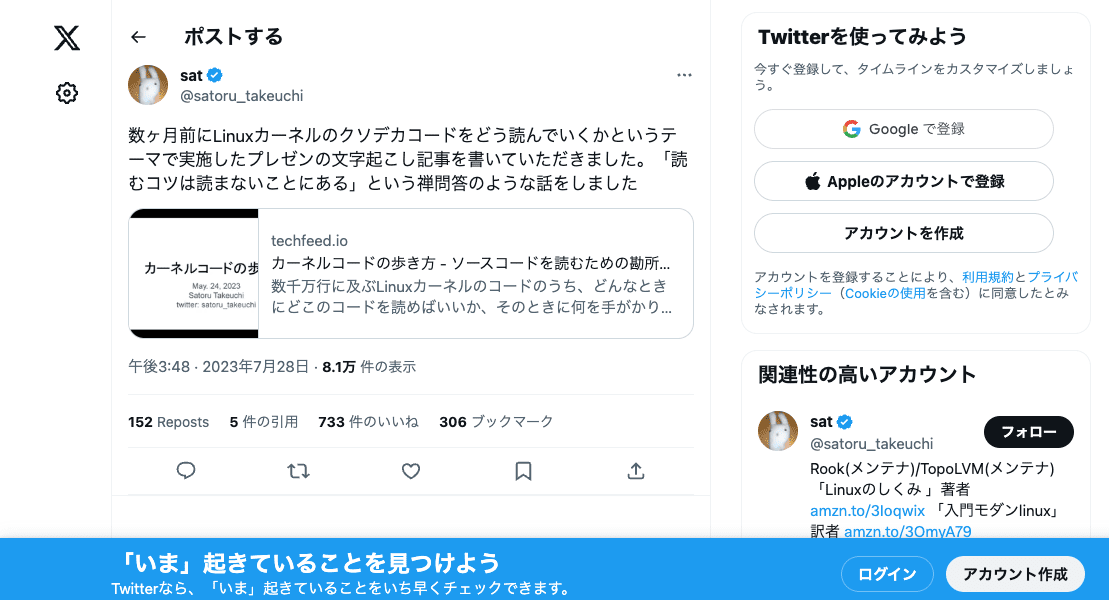 ポストする
sat
@satoru_takeuchi
数ヶ月前にLinuxカーネルのクソデカコードをどう読んでいくかというテ
ーマで実施したプレゼンの文字起こし記事を書いていただきました。「読
むコツは読まないことにある」という禅問答のような話をしました
カーネルコードの歩
May. 24, 2023
Satoru Takeuchi
twitter: satoru_takeuchi
techfeed.io
カーネルコードの歩き方 - ソースコードを読むための勘所...
数千万行に及ぶLinuxカーネルのコードのうち、どんなとき
にどこのコードを読めばいいか、そのときに何を手がかり...
午後3:48 · 2023年7月28日 · 8.1万 件の表示
152 Reposts 5 件の引用 733 件のいいね 306 ブックマーク
Twitterを使ってみよう
今すぐ登録して、タイムラインをカスタマイズしましょ
う。
Google で登録
Appleのアカウントで登録
アカウントを作成
アカウントを登録することにより、利用規約とプライバ
シーポリシー（Cookieの使用を含む）に同意したとみ
なされます。
関連性の高いアカウント
sat
@satoru_takeuchi
フォロー
Rook(メンテナ)/TopoLVM(メンテナ)
「Linuxのしくみ 」著者
amzn.to/3Ioqwix 「入門モダンlinux」
訳者 amzn.to/3OmyA79
「いま」起きていることを見つけよう
Twitterなら、「いま」起きていることをいち早くチェックできます。
ログイン
アカウント作成